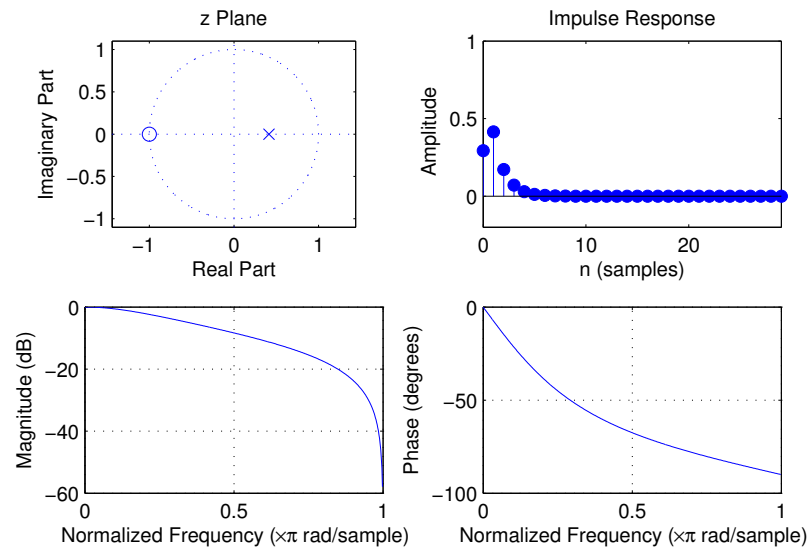 z Plane
1
0.5
0
−0.5
−1
−1
0
1
Imaginary Part
Real Part
Impulse Response
1
0.5
0
0
10
20
Amplitude
n (samples)
0
−20
−40
−60
0
0.5
1
Magnitude (dB)
Normalized Frequency (×π rad/sample)
0
−50
−100
0
0.5
1
Phase (degrees)
Normalized Frequency (×π rad/sample)